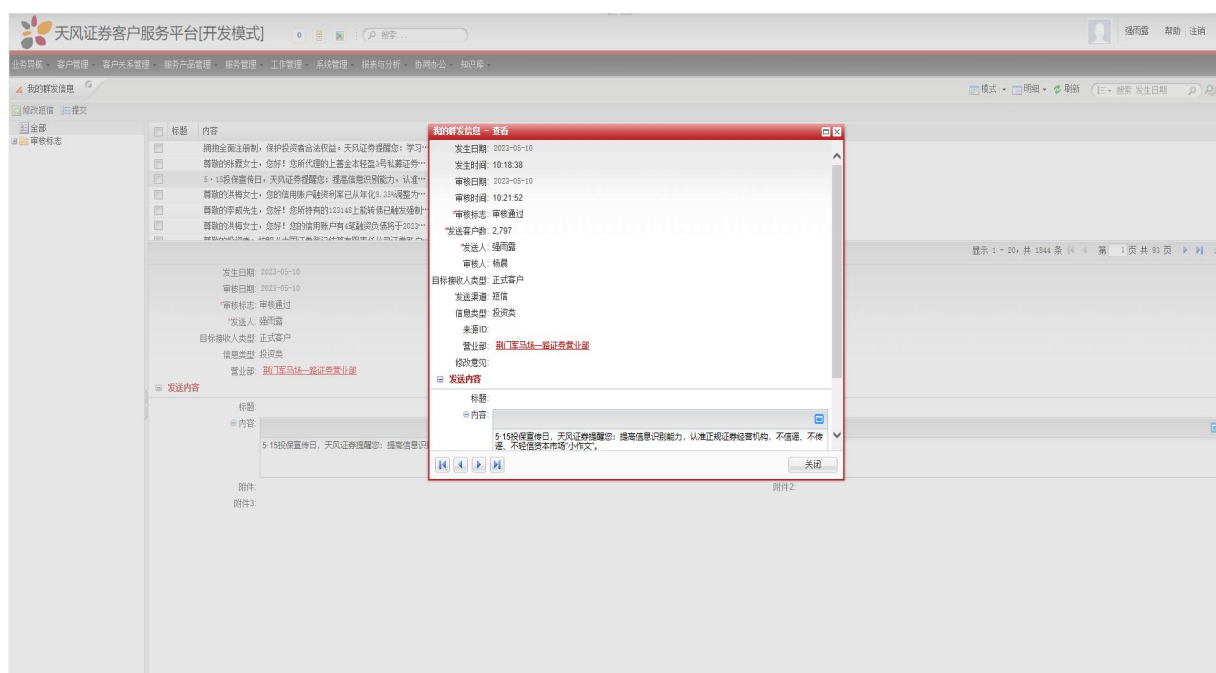 天风证券客户服务平台[开发模式]
0
搜索...
强雨露 帮助 注销
业务导航 客户管理 客户关系管理 服务产品管理 服务管理 工作管理 系统管理 报表与分析 协同办公 知识库
我的群发信息
模式 明细 刷新 搜索 发生日期
修改短信 提交
全部
审核标志
标题 内容
拥抱全面注册制，保护投资者合法权益。天风证券提醒您：学习…
尊敬的张霞女士，您好！您所代理的上善金本轻盈3号私募证券…
5·15投保宣传日，天风证券提醒您：提高信息识别能力，认准…
尊敬的洪梅女士，您的信用账户融资利率已从年化8.35%调整为…
尊敬的李威先生，您好！您所持有的123148上能转债已触发强制…
尊敬的洪梅女士，您好！您的信用账户有4笔融资负债将于2023…
显示 1 - 20，共 1844 条 第 1 页 共 93 页
发生日期: 2023-05-10
审核日期: 2023-05-10
*审核标志: 审核通过
*发送人: 强雨露
目标接收人类型: 正式客户
信息类型: 投资类
营业部: 荆门军马场一路证券营业部
发送内容
标题:
内容:
5·15投保宣传日，天风证券提醒您：提高信息识
附件:
附件2:
附件3:
我的群发信息 - 查看
发生日期: 2023-05-10
发生时间: 10:18:38
审核日期: 2023-05-10
审核时间: 10:21:52
*审核标志: 审核通过
*发送客户数: 2,797
*发送人: 强雨露
审核人: 杨晨
目标接收人类型: 正式客户
发送渠道: 短信
信息类型: 投资类
来源ID:
营业部: 荆门军马场一路证券营业部
修改意见:
发送内容
标题:
内容:
5·15投保宣传日，天风证券提醒您：提高信息识别能力，认准正规证券经营机构，不信谣、不传
谣、不轻信资本市场“小作文”。
关闭